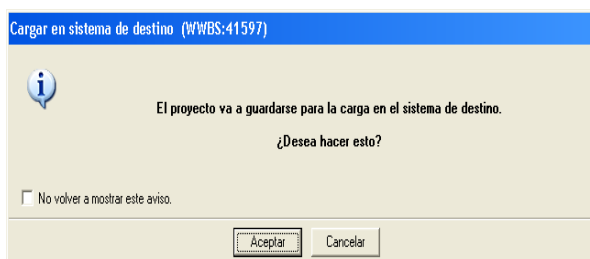 Cargar en sistema de destino (WWBS:41597)
El proyecto va a guardarse para la carga en el sistema de destino.
¿Desea hacer esto?
No volver a mostrar este aviso.
Aceptar
Cancelar